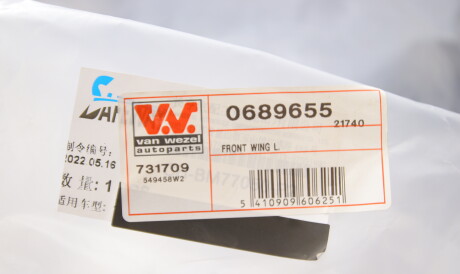 VW
van wezel
autoparts
731709
549458W2
0689655
21740
FRONT WING L.
5 410909 606251
制令编号:
2022.05.16
数 量: 1
适用车型: